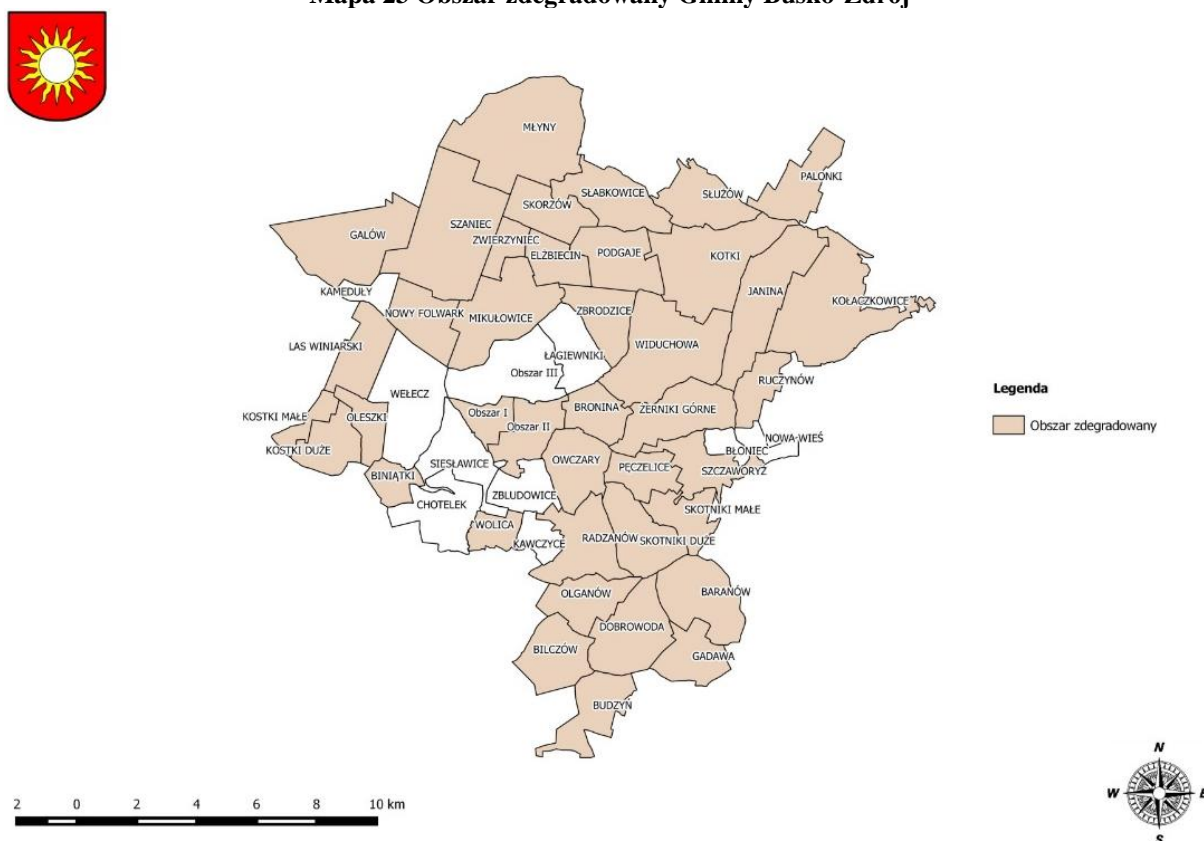 Mapa 25 Obszar zdegradowany Gminy Busko-Zdrój
MŁYNY
PALONKI
SŁABKOWICE
SŁUŻÓW
SKORZÓW
SZANIEC
GALÓW
ZWIERZYNIEC
ELŻBIECIN
PODGAJE
KOTKI
KAMEDUŁY
JANINA
KOŁACZKOWICE
NOWY FOLWARK
MIKUŁOWICE
ZBRODZICE
LAS WINIARSKI
WIDUCHOWA
ŁAGIEWNIKI
Obszar III
RUCZYNÓW
WEŁECZ
KOSTKI MAŁE
OLESZKI
Obszar I
BRONINA
ŻERNIKI GÓRNE
Obszar II
NOWA-WIEŚ
KOSTKI DUŻE
BŁONIEC
SIESŁAWICE
OWCZARY
PĘCZELICE
SZCZAWORYŻ
BINIĄTKI
ZBLUDOWICE
CHOTELEK
SKOTNIKI MAŁE
WOLICA
KAWCZYCE
RADZANÓW
SKOTNIKI DUŻE
OLGANÓW
BARANÓW
DOBROWODA
BILCZÓW
GADAWA
BUDZYŃ
Legenda
Obszar zdegradowany
2 0 2 4 6 8 10 km
N
W E
S